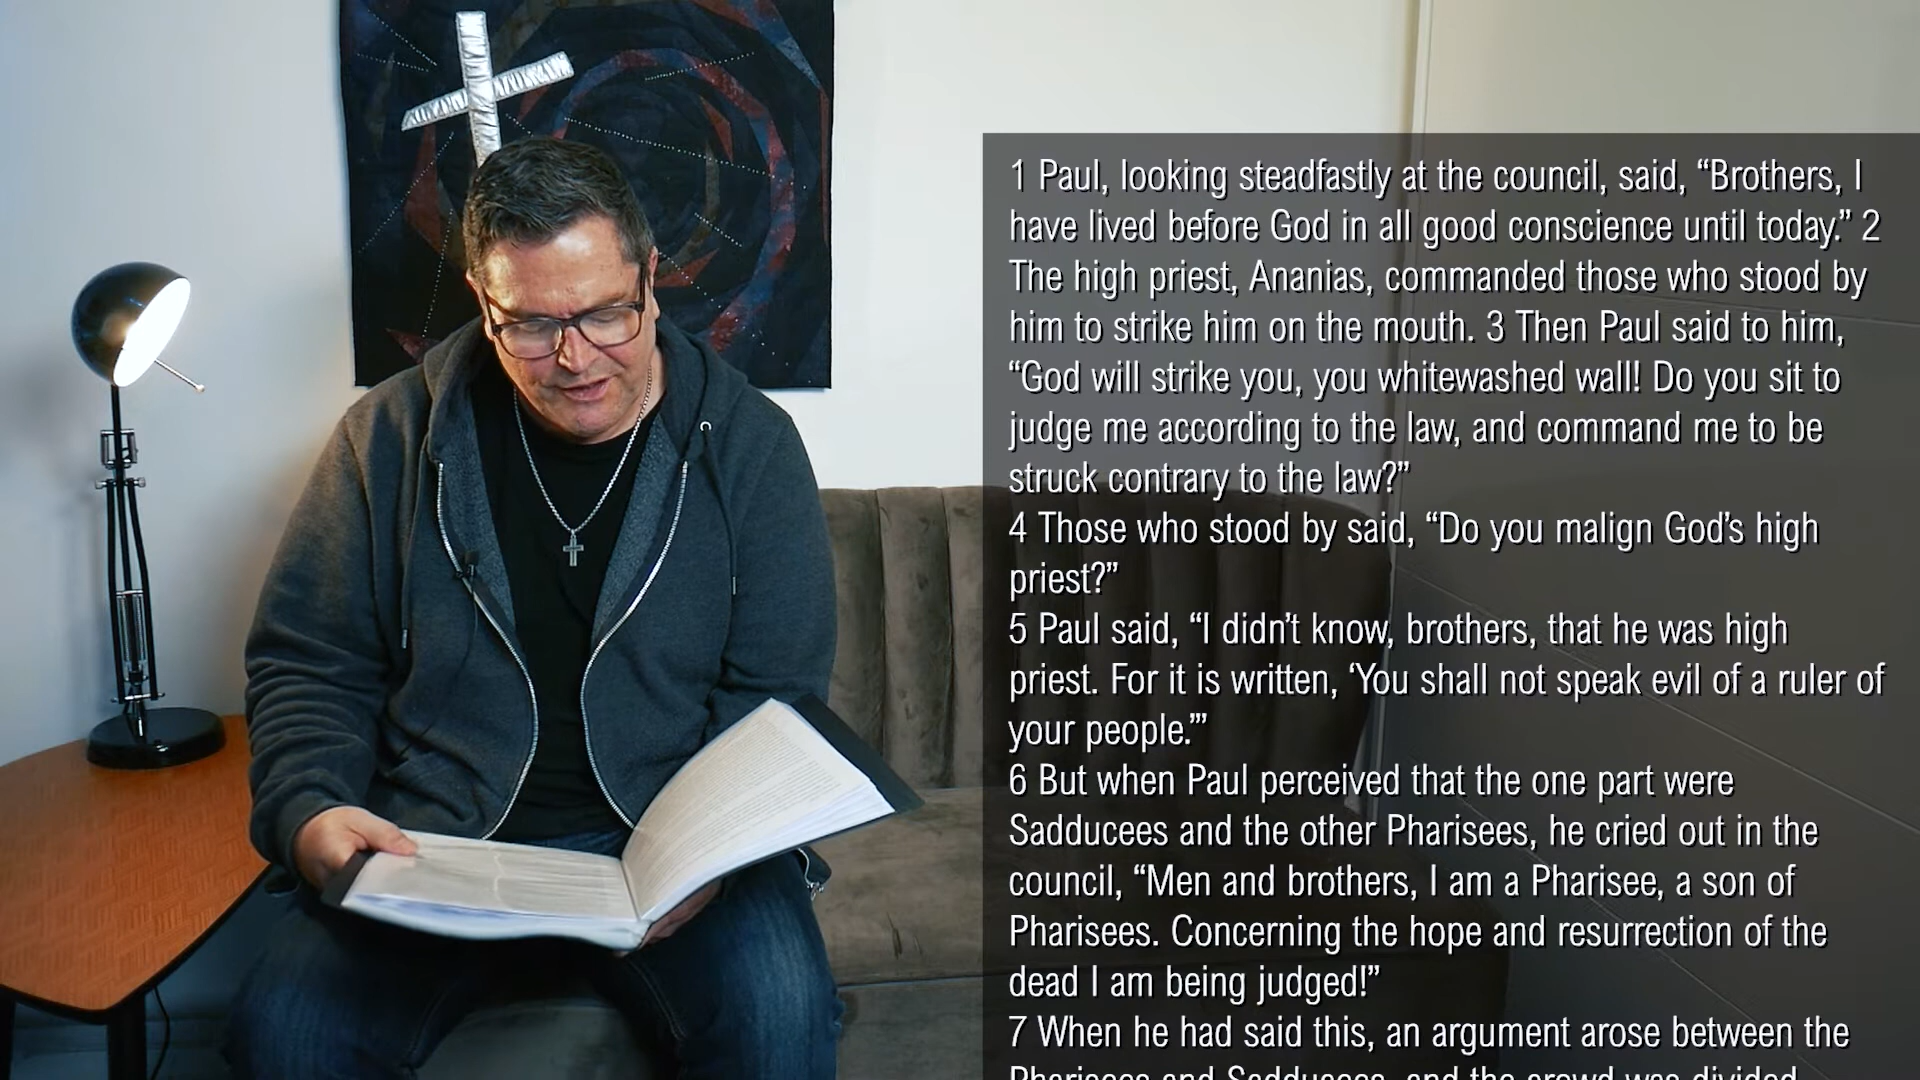 1 Paul, looking steadfastly at the council, said, “Brothers, I
have lived before God in all good conscience until today.” 2
The high priest, Ananias, commanded those who stood by
him to strike him on the mouth. 3 Then Paul said to him,
“God will strike you, you whitewashed wall! Do you sit to
judge me according to the law, and command me to be
struck contrary to the law?”
4 Those who stood by said, “Do you malign God’s high
priest?”
5 Paul said, “I didn’t know, brothers, that he was high
priest. For it is written, ‘You shall not speak evil of a ruler of
your people.’”
6 But when Paul perceived that the one part were
Sadducees and the other Pharisees, he cried out in the
council, “Men and brothers, I am a Pharisee, a son of
Pharisees. Concerning the hope and resurrection of the
dead I am being judged!”
7 When he had said this, an argument arose between the
Pharisees and Sadducees, and the crowd was divided.